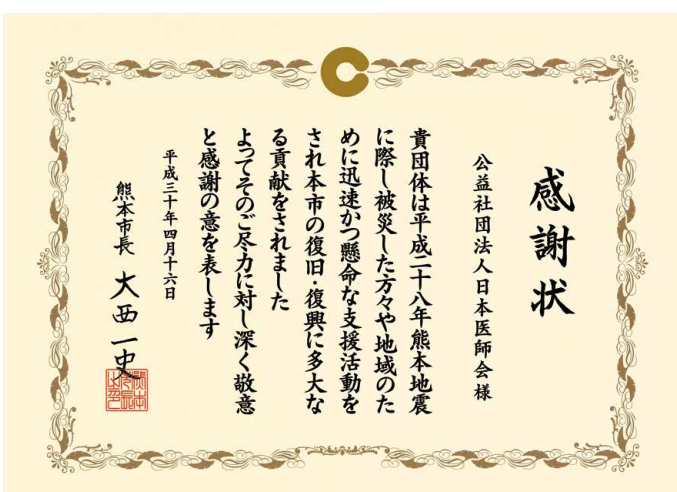 感謝状
公益社団法人日本医師会様
貴団体は平成二十八年熊本地震
に際し被災した方々や地域のた
めに迅速かつ懸命な支援活動を
され本市の復旧・復興に多大な
る貢献をされました
よってそのご尽力に対し深く敬意
と感謝の意を表します
平成三十年四月十六日
熊本市長 大西一史